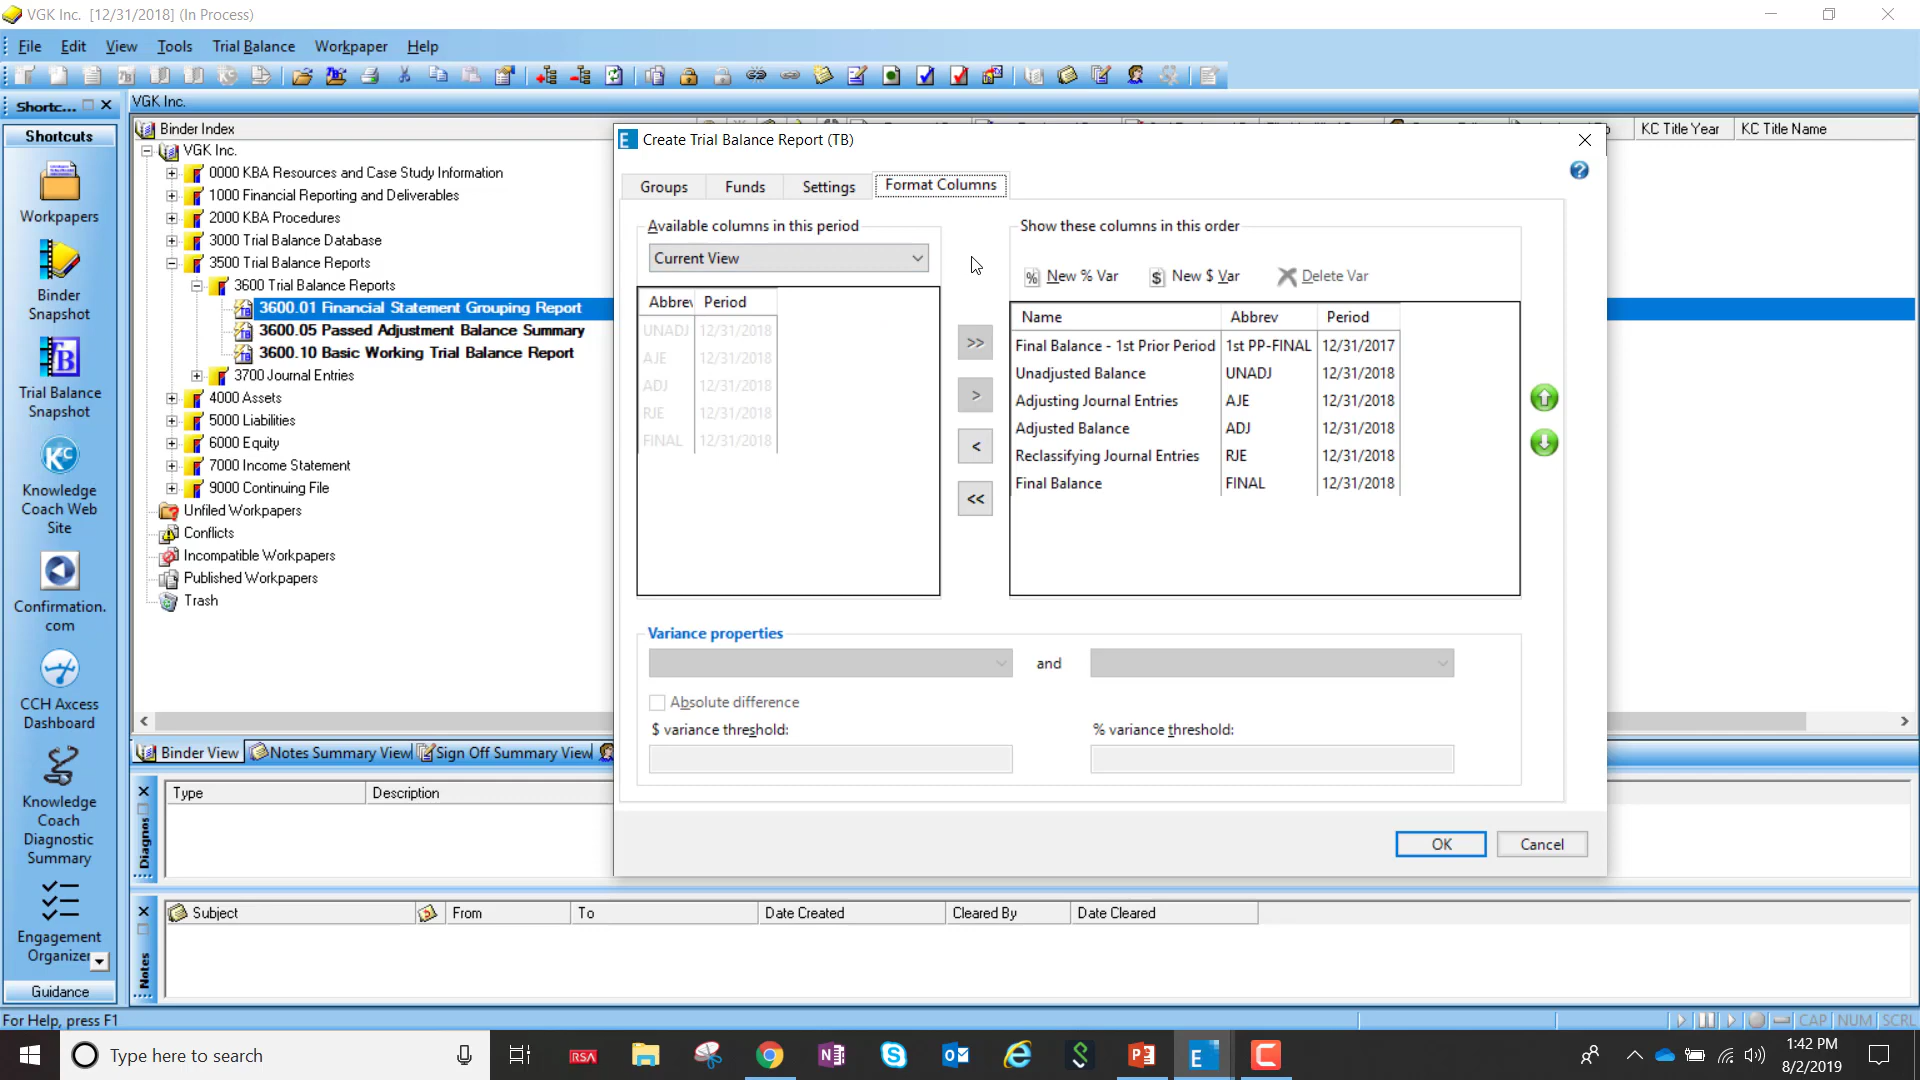 VGK Inc. [12/31/2018] (In Process)
File Edit View Tools Trial Balance Workpaper Help
Shortc...
VGK Inc.
Shortcuts
Workpapers
Binder
Snapshot
Trial Balance
Snapshot
Knowledge
Coach Web
Site
Confirmation.
com
CCH Axcess
Dashboard
Knowledge
Coach
Diagnostic
Summary
Engagement
Organizer
Guidance
Binder Index
VGK Inc.
0000 KBA Resources and Case Study Information
1000 Financial Reporting and Deliverables
2000 KBA Procedures
3000 Trial Balance Database
3500 Trial Balance Reports
3600 Trial Balance Reports
3600.01 Financial Statement Grouping Report
3600.05 Passed Adjustment Balance Summary
3600.10 Basic Working Trial Balance Report
3700 Journal Entries
4000 Assets
5000 Liabilities
6000 Equity
7000 Income Statement
9000 Continuing File
Unfiled Workpapers
Conflicts
Incompatible Workpapers
Published Workpapers
Trash
KC Title Year KC Title Name
Create Trial Balance Report (TB)
Groups Funds Settings Format Columns
Available columns in this period
Current View
Abbrev Period
UNADJ 12/31/2018
AJE 12/31/2018
ADJ 12/31/2018
RJE 12/31/2018
FINAL 12/31/2018
>>
>
<
<<
Show these columns in this order
% New % Var $ New $ Var Delete Var
Name Abbrev Period
Final Balance - 1st Prior Period 1st PP-FINAL 12/31/2017
Unadjusted Balance UNADJ 12/31/2018
Adjusting Journal Entries AJE 12/31/2018
Adjusted Balance ADJ 12/31/2018
Reclassifying Journal Entries RJE 12/31/2018
Final Balance FINAL 12/31/2018
Variance properties
and
Absolute difference
$ variance threshold: % variance threshold:
OK Cancel
Binder View Notes Summary View Sign Off Summary View
Diagnos
Type Description
Notes
Subject From To Date Created Cleared By Date Cleared
For Help, press F1
CAP NUM SCRL
Type here to search
RSA
1:42 PM
8/2/2019